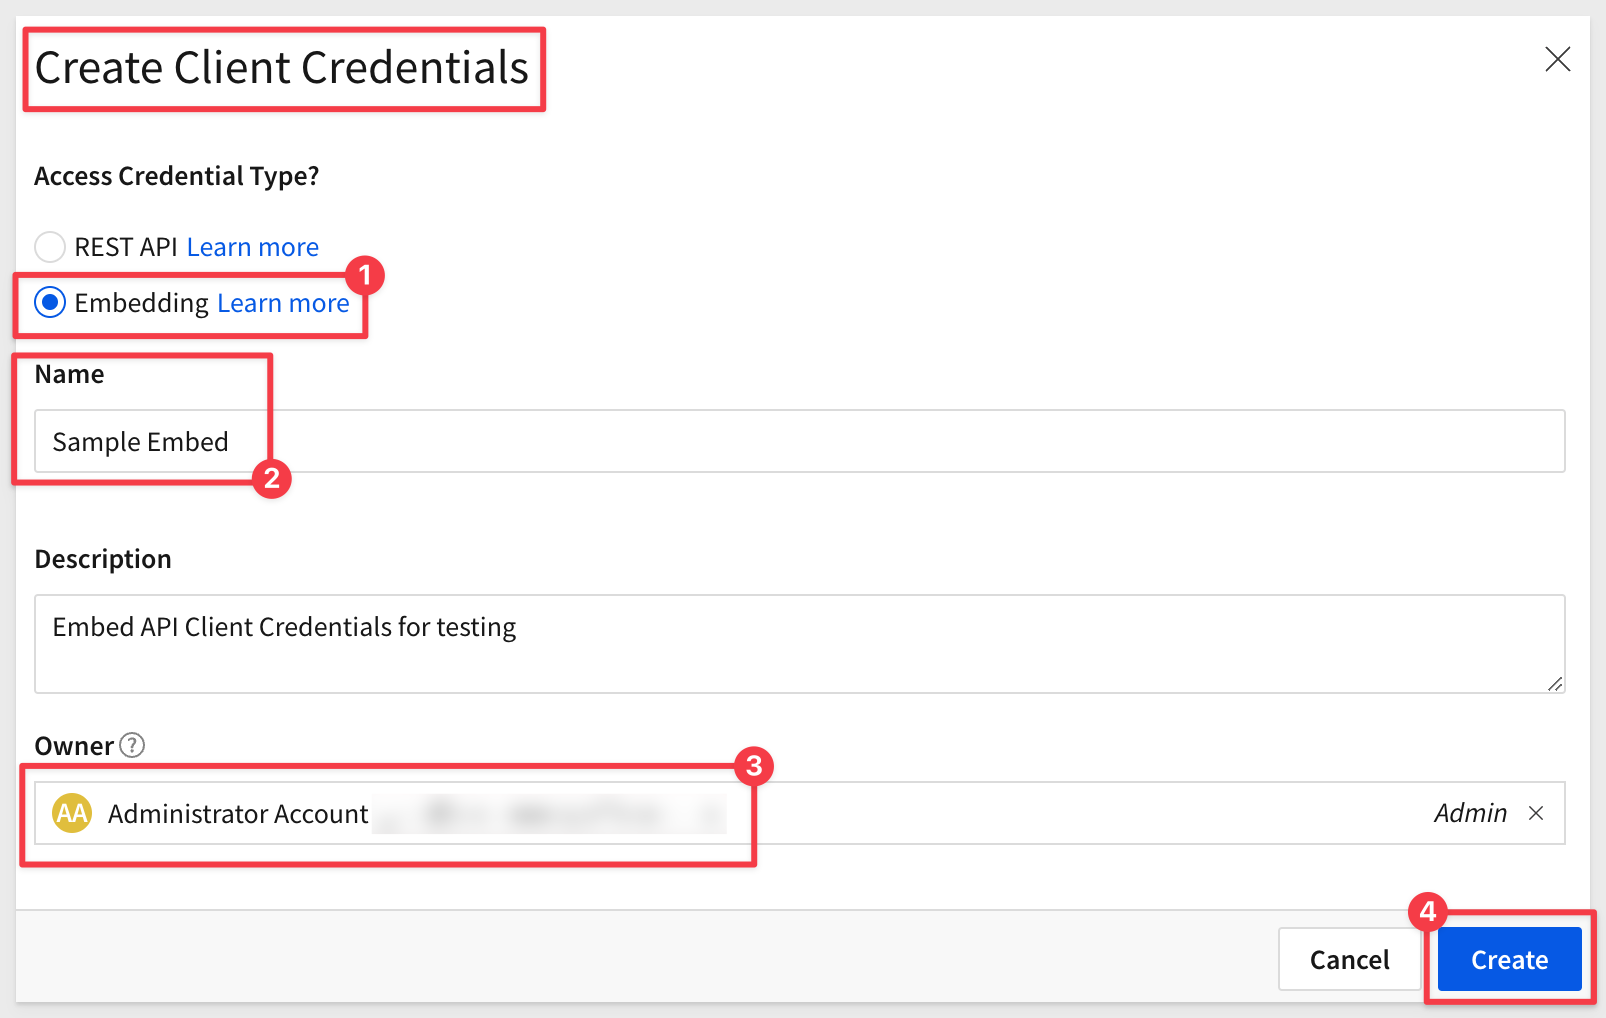 Create Client Credentials
Access Credential Type?
REST API Learn more
1
Embedding Learn more
Name
Sample Embed
2
Description
Embed API Client Credentials for testing
Owner ?
3
AA Administrator Account Admin
4
Cancel Create